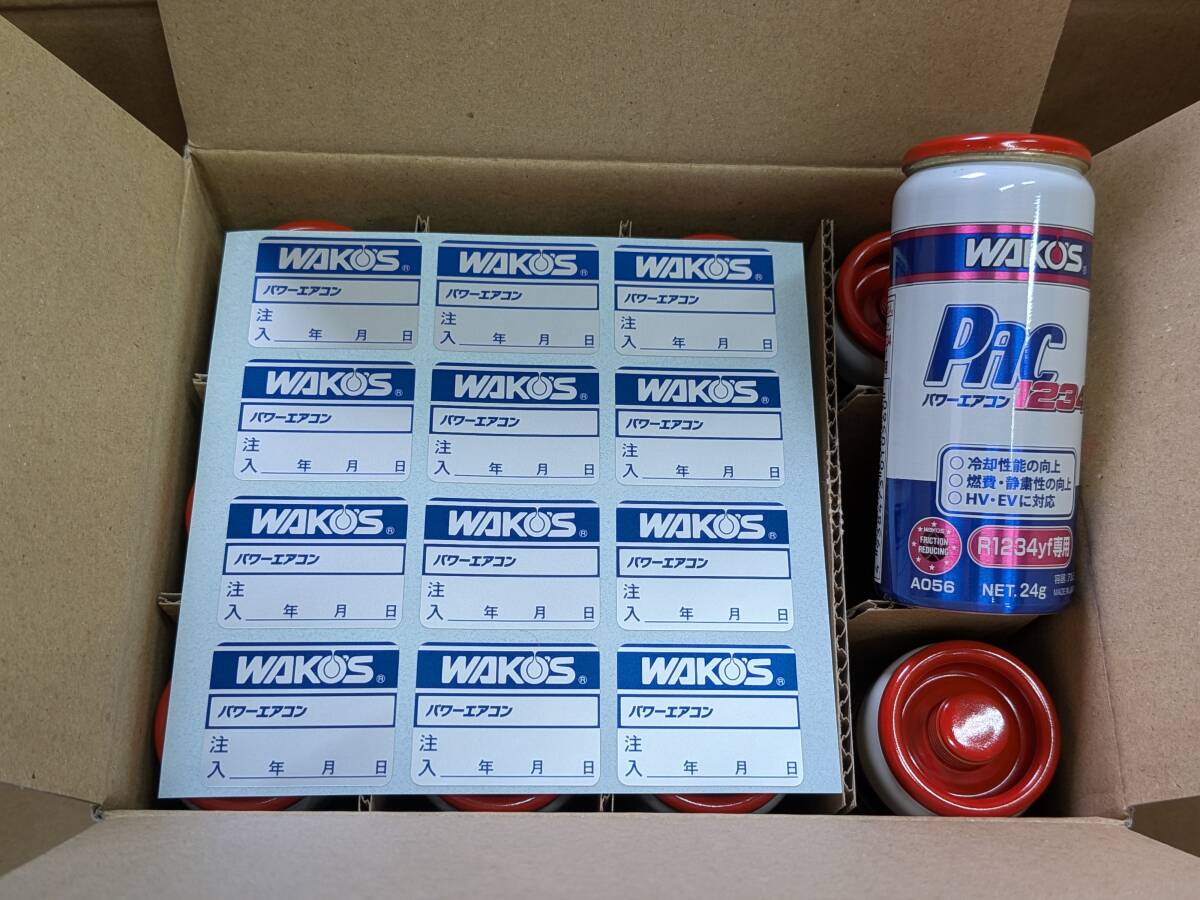 WAKO'S®
パワーエアコン
注
入 年 月 日
WAKO'S®
パワーエアコン
注
入 年 月 日
WAKO'S®
パワーエアコン
注
入 年 月 日
WAKO'S®
パワーエアコン
注
入 年 月 日
WAKO'S®
パワーエアコン
注
入 年 月 日
WAKO'S®
パワーエアコン
注
入 年 月 日
WAKO'S®
パワーエアコン
注
入 年 月 日
WAKO'S®
パワーエアコン
注
入 年 月 日
WAKO'S®
パワーエアコン
注
入 年 月 日
WAKO'S®
パワーエアコン
注
入 年 月 日
WAKO'S®
パワーエアコン
注
入 年 月 日
WAKO'S®
パワーエアコン
注
入 年 月 日
WAKO'S®
PAC
パワーエアコン 1234
○冷却性能の向上
○燃費・静粛性の向上
○HV・EVに対応
WAKO'S
FRICTION
REDUCING
R1234yf専用
A056
NET.24g
容器
MADE IN